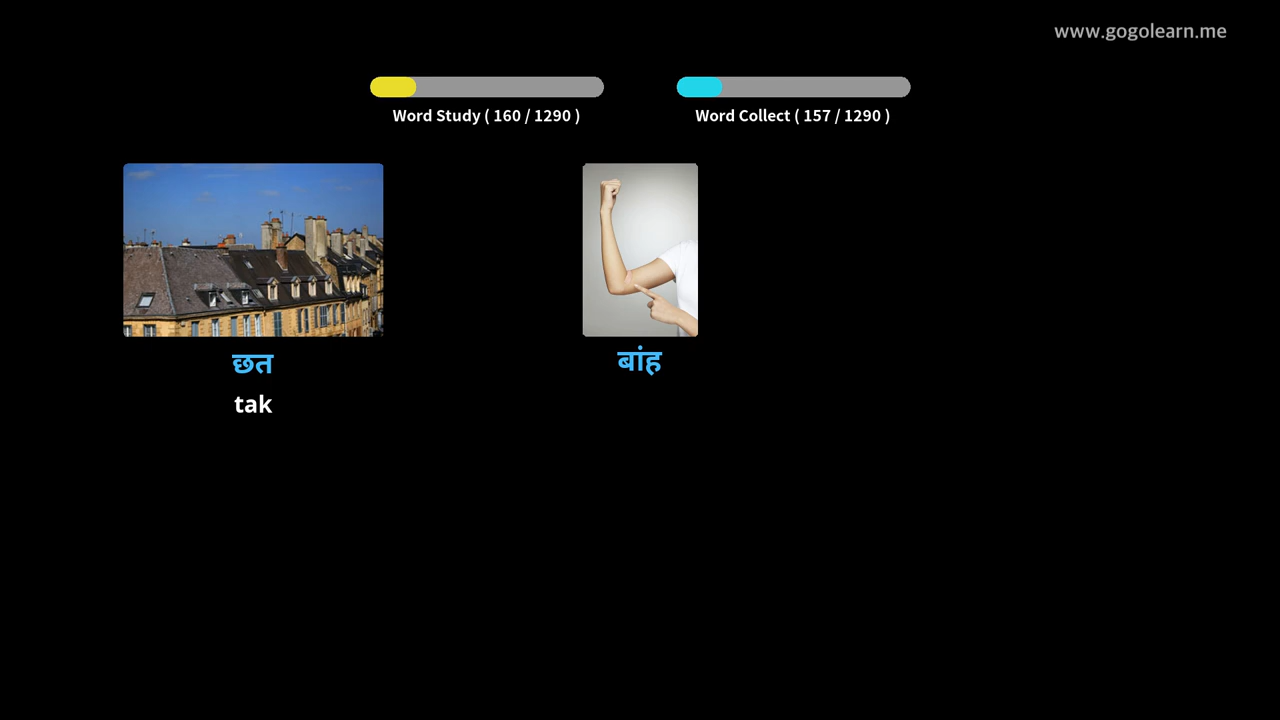 www.gogolearn.me
Word Study ( 160 / 1290 )
Word Collect ( 157 / 1290 )
छत
tak
बांह